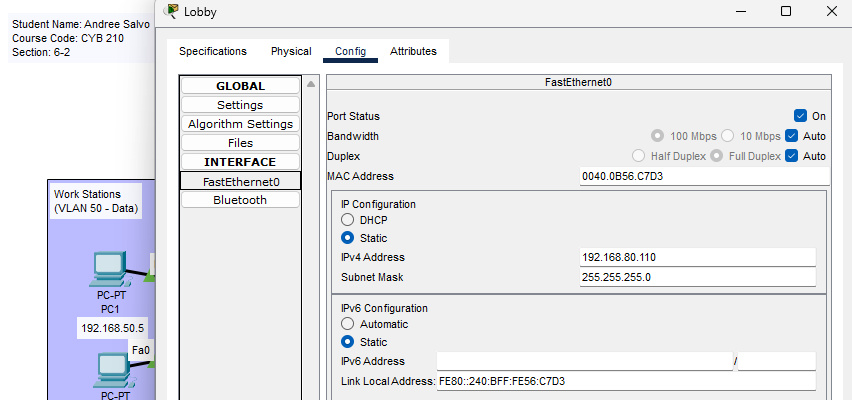 Student Name: Andree Salvo
Course Code: CYB 210
Section: 6-2
Lobby
Specifications Physical Config Attributes
GLOBAL
Settings
Algorithm Settings
Files
INTERFACE
FastEthernet0
Bluetooth
FastEthernet0
Port Status On
Bandwidth 100 Mbps 10 Mbps Auto
Duplex Half Duplex Full Duplex Auto
MAC Address 0040.0B56.C7D3
IP Configuration
DHCP
Static
IPv4 Address 192.168.80.110
Subnet Mask 255.255.255.0
IPv6 Configuration
Automatic
Static
IPv6 Address /
Link Local Address: FE80::240:BFF:FE56:C7D3
Work Stations
(VLAN 50 - Data)
PC-PT
PC1
192.168.50.5
Fa0
PC-PT